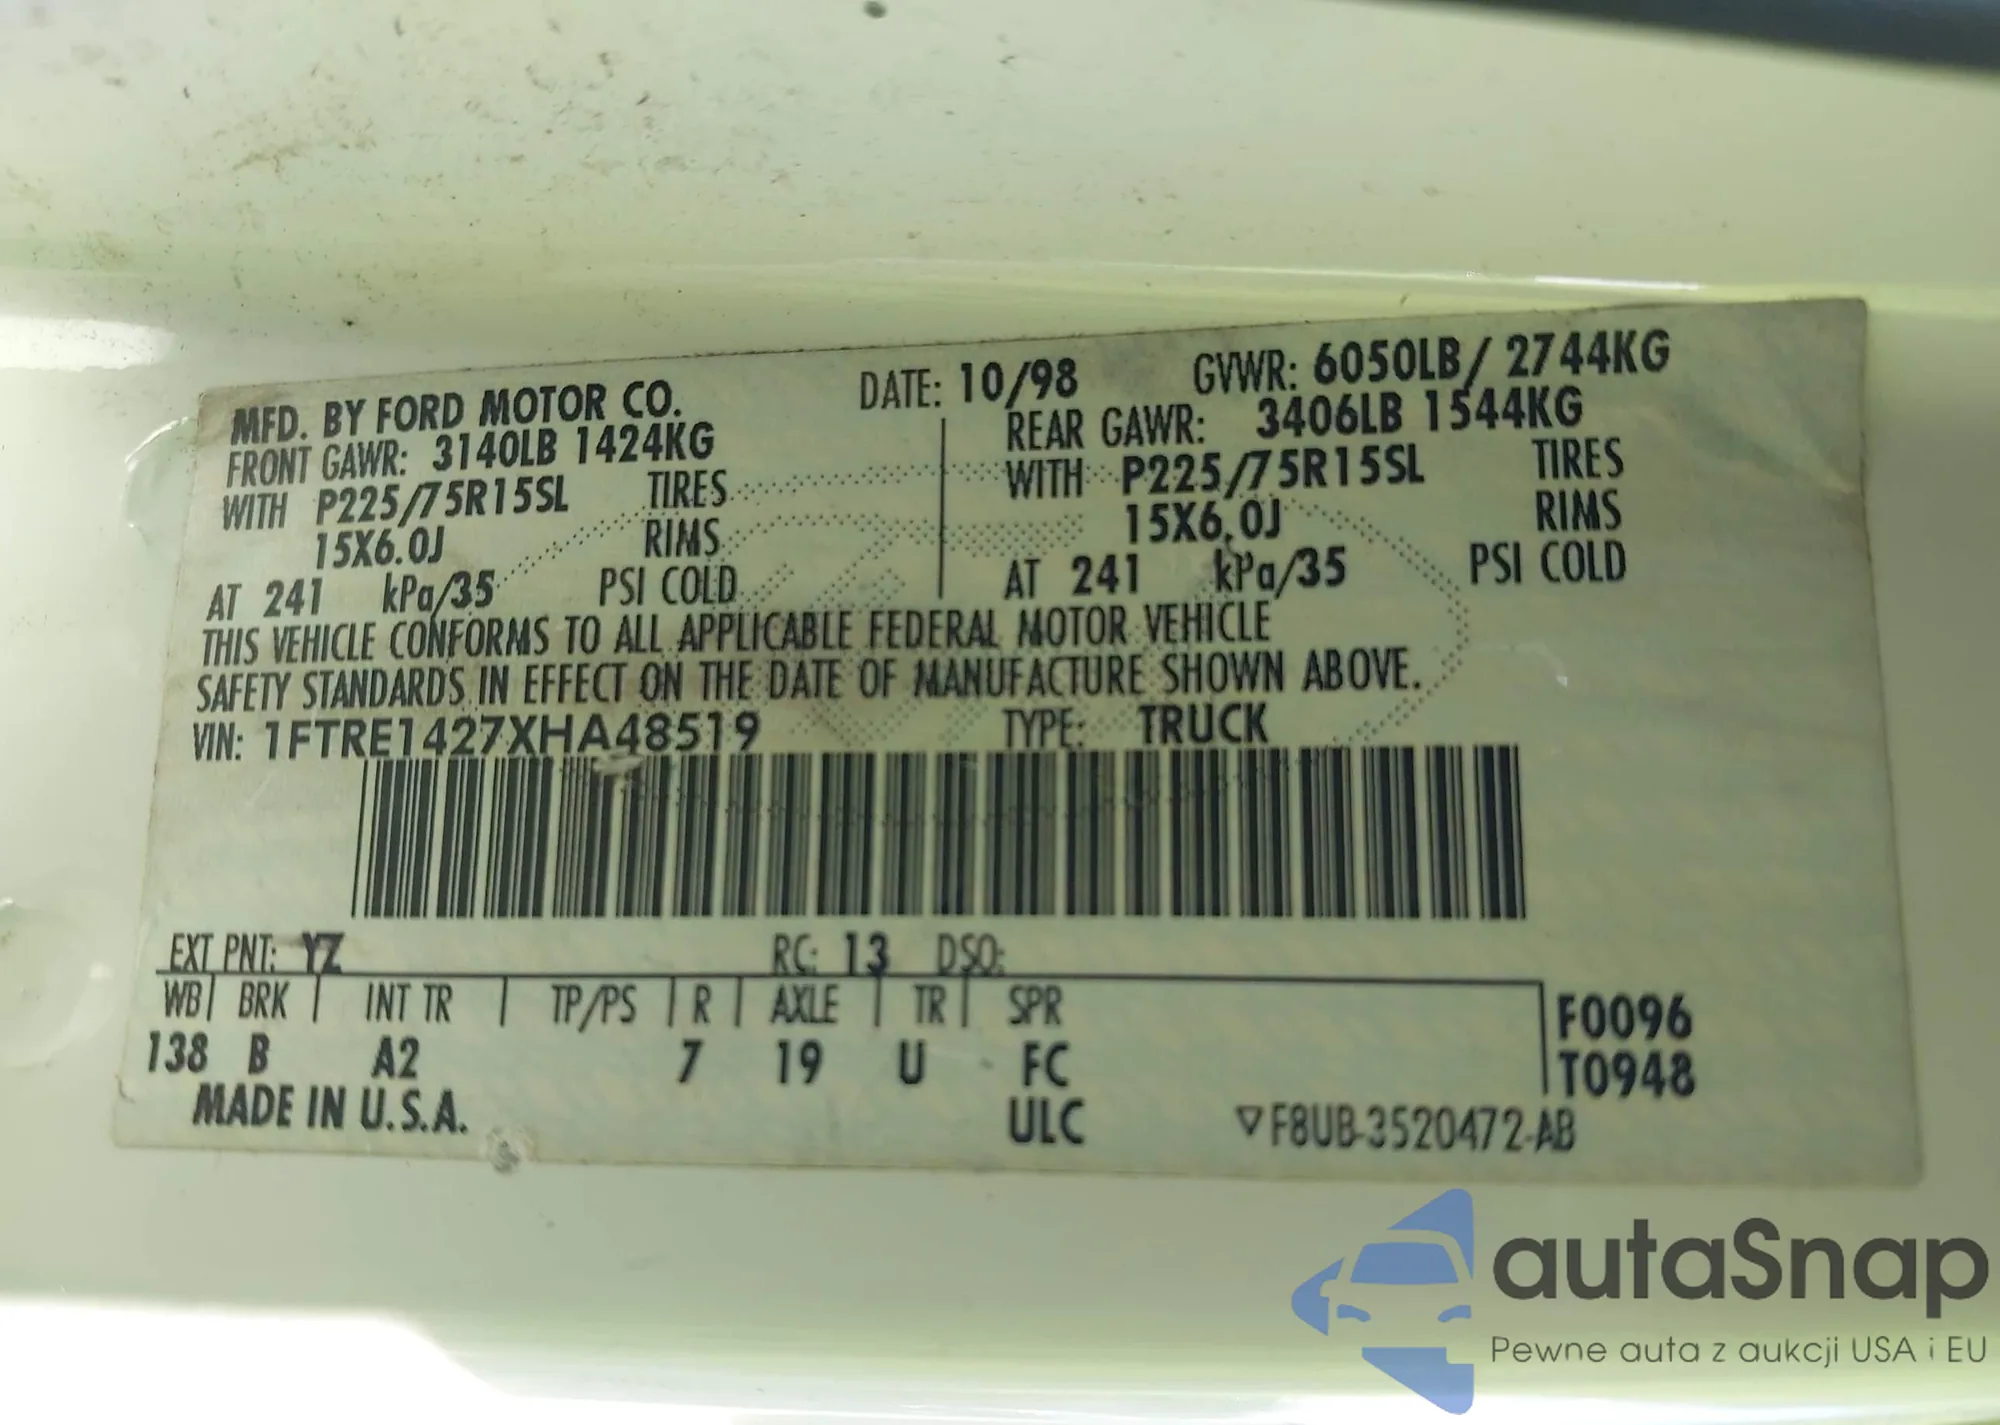 MFD. BY FORD MOTOR CO. DATE: 10/98 GVWR: 6050LB/ 2744KG
FRONT GAWR: 3140LB 1424KG REAR GAWR: 3406LB 1544KG
WITH P225/75R15SL TIRES WITH P225/75R15SL TIRES
15X6.0J RIMS 15X6.0J RIMS
AT 241 kPa/35 PSI COLD AT 241 kPa/35 PSI COLD
THIS VEHICLE CONFORMS TO ALL APPLICABLE FEDERAL MOTOR VEHICLE
SAFETY STANDARDS IN EFFECT ON THE DATE OF MANUFACTURE SHOWN ABOVE.
VIN: 1FTRE1427XHA48519 TYPE: TRUCK
EXT PNT: YZ RC: 13 DSO:
WB | BRK | INT TR | TP/PS | R | AXLE | TR | SPR F0096
138 B A2 7 19 U FC T0948
MADE IN U.S.A. ULC ▽F8UB-3520472-AB
autaSnap
Pewne auta z aukcji USA i EU